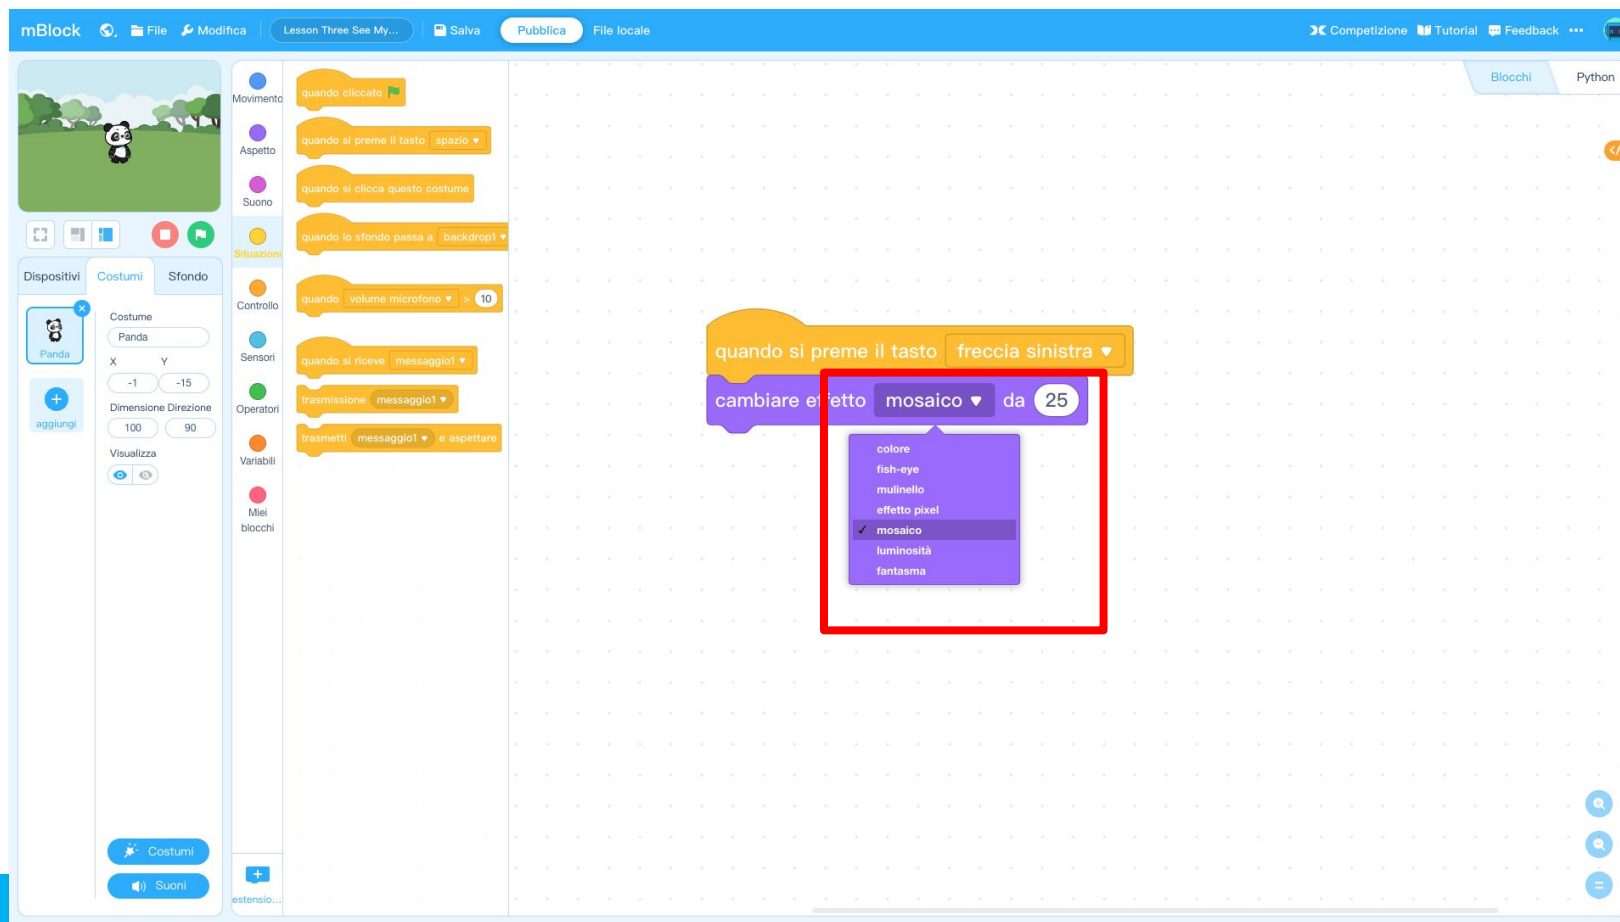 mBlock File Modifica Lesson Three See My... Salva Pubblica File locale Competizione Tutorial Feedback
Blocchi Python
Movimento
Aspetto
Suono
Situazioni
Controllo
Sensori
Operatori
Variabili
Miei
blocchi
estensio...
quando cliccato
quando si preme il tasto spazio
quando si clicca questo costume
quando lo sfondo passa a backdrop1
quando volume microfono > 10
quando si riceve messaggio1
trasmissione messaggio1
trasmetti messaggio1 e aspettare
Dispositivi Costumi Sfondo
Panda
aggiungi
Costume
Panda
X Y
-1 -15
Dimensione Direzione
100 90
Visualizza
Costumi
Suoni
quando si preme il tasto freccia sinistra
cambiare effetto mosaico da 25
colore
fish-eye
mulinello
effetto pixel
✓ mosaico
luminosità
fantasma